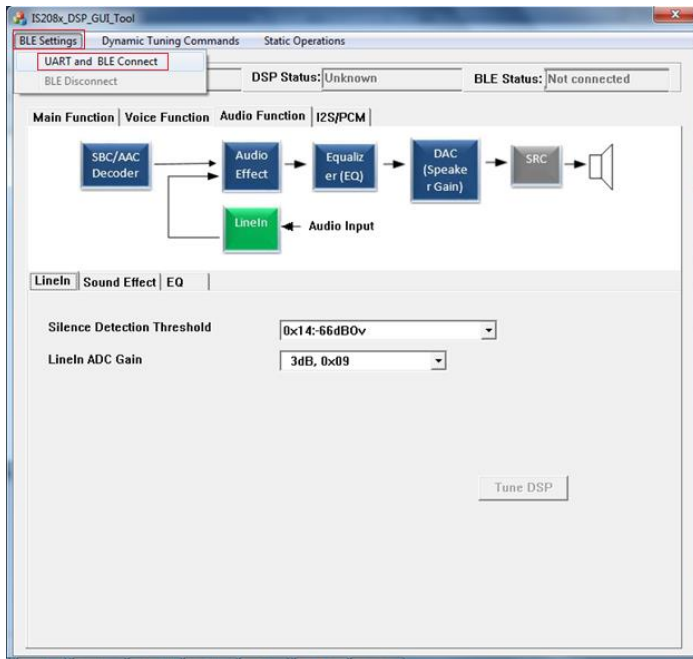 IS208x_DSP_GUI_Tool
BLE Settings Dynamic Tuning Commands Static Operations
UART and BLE Connect
BLE Disconnect
DSP Status: Unknown BLE Status: Not connected
Main Function Voice Function Audio Function I2S/PCM
SBC/AAC
Decoder
Audio
Effect
Equaliz
er (EQ)
DAC
(Speake
r Gain)
SRC
LineIn
Audio Input
LineIn Sound Effect EQ
Silence Detection Threshold 0x14:-66dBOv
LineIn ADC Gain 3dB, 0x09
Tune DSP